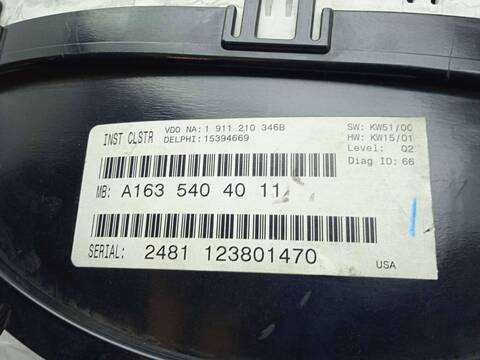 INST CLSTR
VDO NA: 1 911 210 346B
DELPHI: 15394669
SW: KW51/00
HW: KW15/01
Level: Q2
Diag ID: 66
MB: A163 540 40 11
SERIAL: 2481 123801470
USA